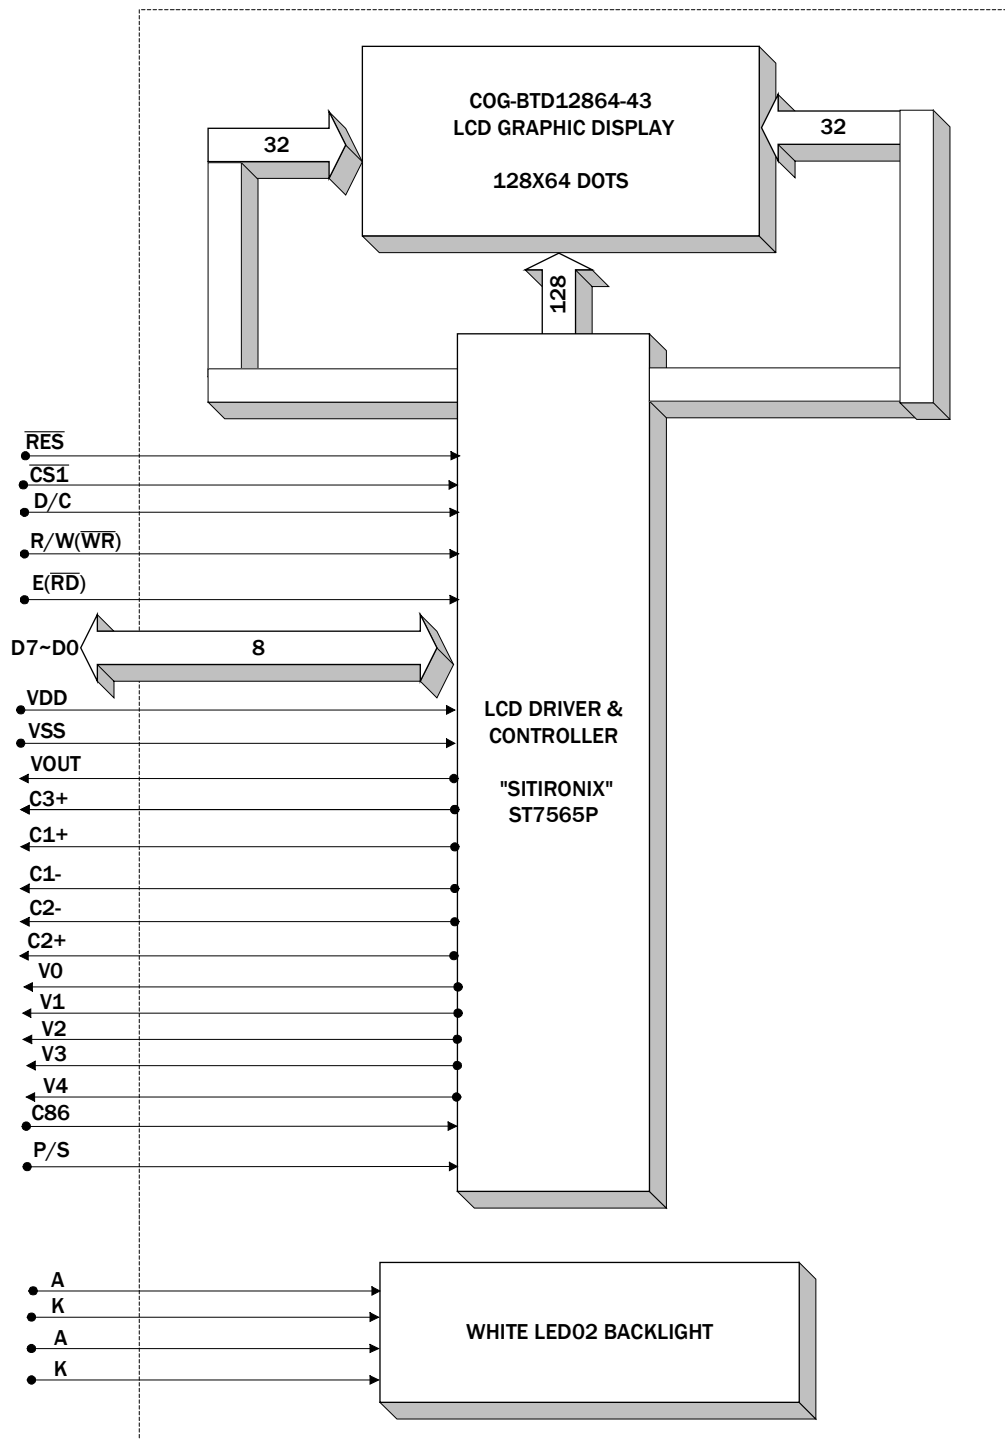 COG-BTD12864-43
LCD GRAPHIC DISPLAY
128X64 DOTS
32
32
128
RES
CS1
D/C
R/W(WR)
E(RD)
D7~D0
8
VDD
VSS
VOUT
C3+
C1+
C1-
C2-
C2+
V0
V1
V2
V3
V4
C86
P/S
LCD DRIVER &
CONTROLLER
"SITIRONIX"
ST7565P
A
K
A
K
WHITE LED02 BACKLIGHT